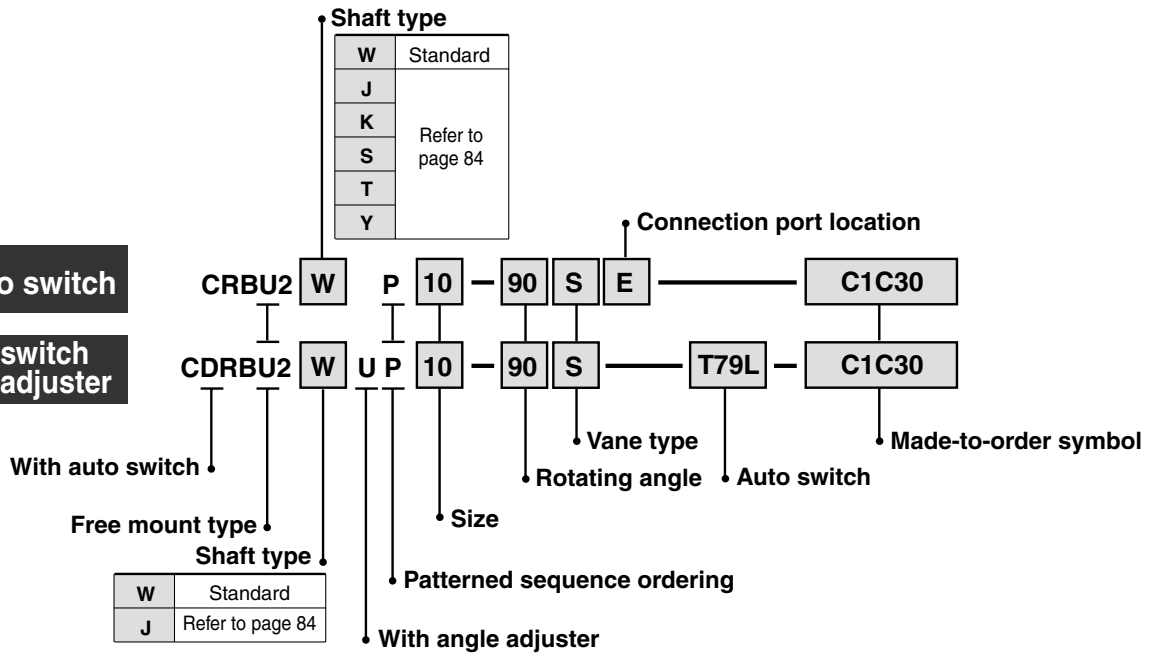 Shaft type
W Standard
J
K
S
T
Y
Refer to
page 84
Connection port location
switch
CRBU2 W P 10 — 90 S E — C1C30
switch
adjuster
CDRBU2 W U P 10 — 90 S — T79L — C1C30
Vane type
Made-to-order symbol
With auto switch
Rotating angle
Auto switch
Free mount type
Size
Shaft type
W Standard
J Refer to page 84
Patterned sequence ordering
With angle adjuster